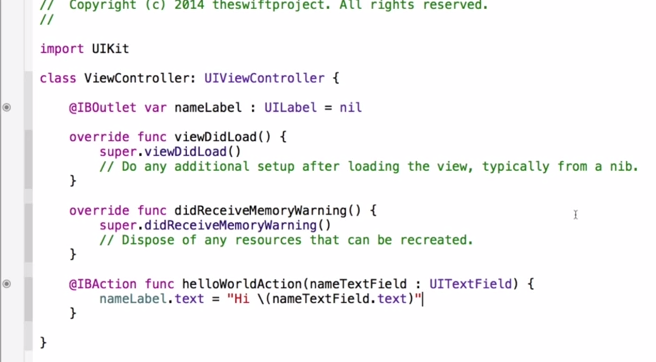 //  Copyright (c) 2014 theswiftproject. All rights reserved.
//
import UIKit
class ViewController: UIViewController {
@IBOutlet var nameLabel : UILabel = nil
override func viewDidLoad() {
super.viewDidLoad()
// Do any additional setup after loading the view, typically from a nib.
}
override func didReceiveMemoryWarning() {
super.didReceiveMemoryWarning()
// Dispose of any resources that can be recreated.
}
@IBAction func helloWorldAction(nameTextField : UITextField) {
nameLabel.text = "Hi \(nameTextField.text)"
}
}